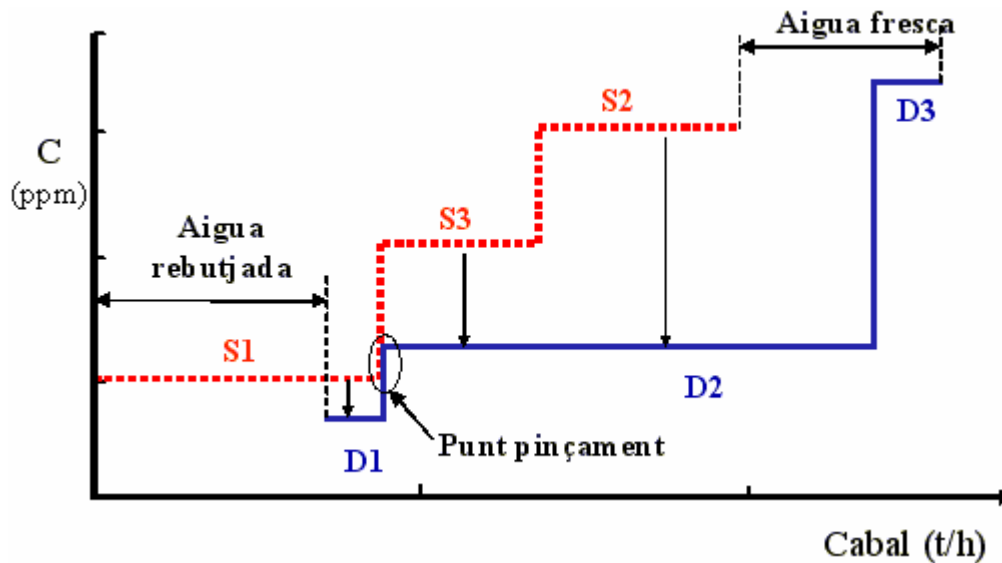 Aigua fresca
S2
D3
C
(ppm)
S3
Aigua
rebutjada
S1
D2
D1
Punt pinçament
Cabal (t/h)